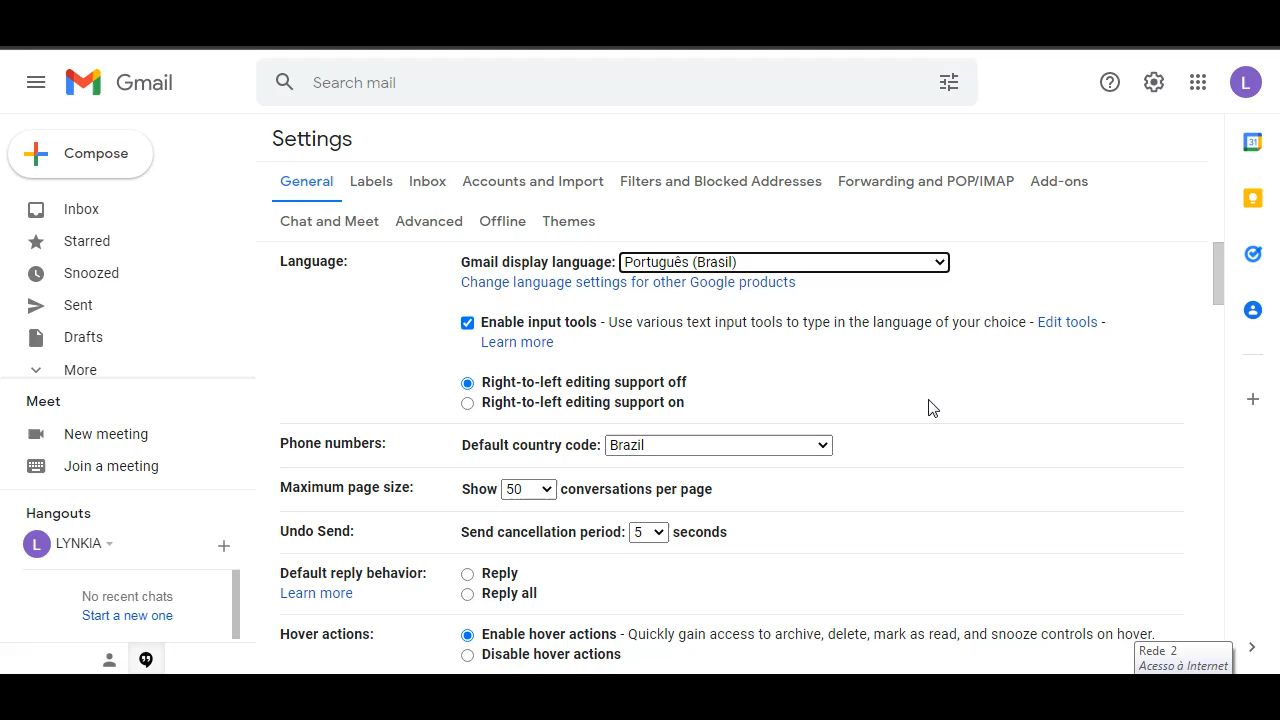 Gmail
Search mail
L
Compose
Settings
General Labels Inbox Accounts and Import Filters and Blocked Addresses Forwarding and POP/IMAP Add-ons
Chat and Meet Advanced Offline Themes
Inbox
Starred
Snoozed
Sent
Drafts
More
Meet
New meeting
Join a meeting
Hangouts
L LYNKIA
No recent chats
Start a new one
Language: Gmail display language: Português (Brasil)
Change language settings for other Google products
Enable input tools - Use various text input tools to type in the language of your choice - Edit tools -
Learn more
Right-to-left editing support off
Right-to-left editing support on
Phone numbers: Default country code: Brazil
Maximum page size: Show 50 conversations per page
Undo Send: Send cancellation period: 5 seconds
Default reply behavior: Reply
Learn more Reply all
Hover actions: Enable hover actions - Quickly gain access to archive, delete, mark as read, and snooze controls on hover.
Disable hover actions
31
Rede 2
Acesso à Internet